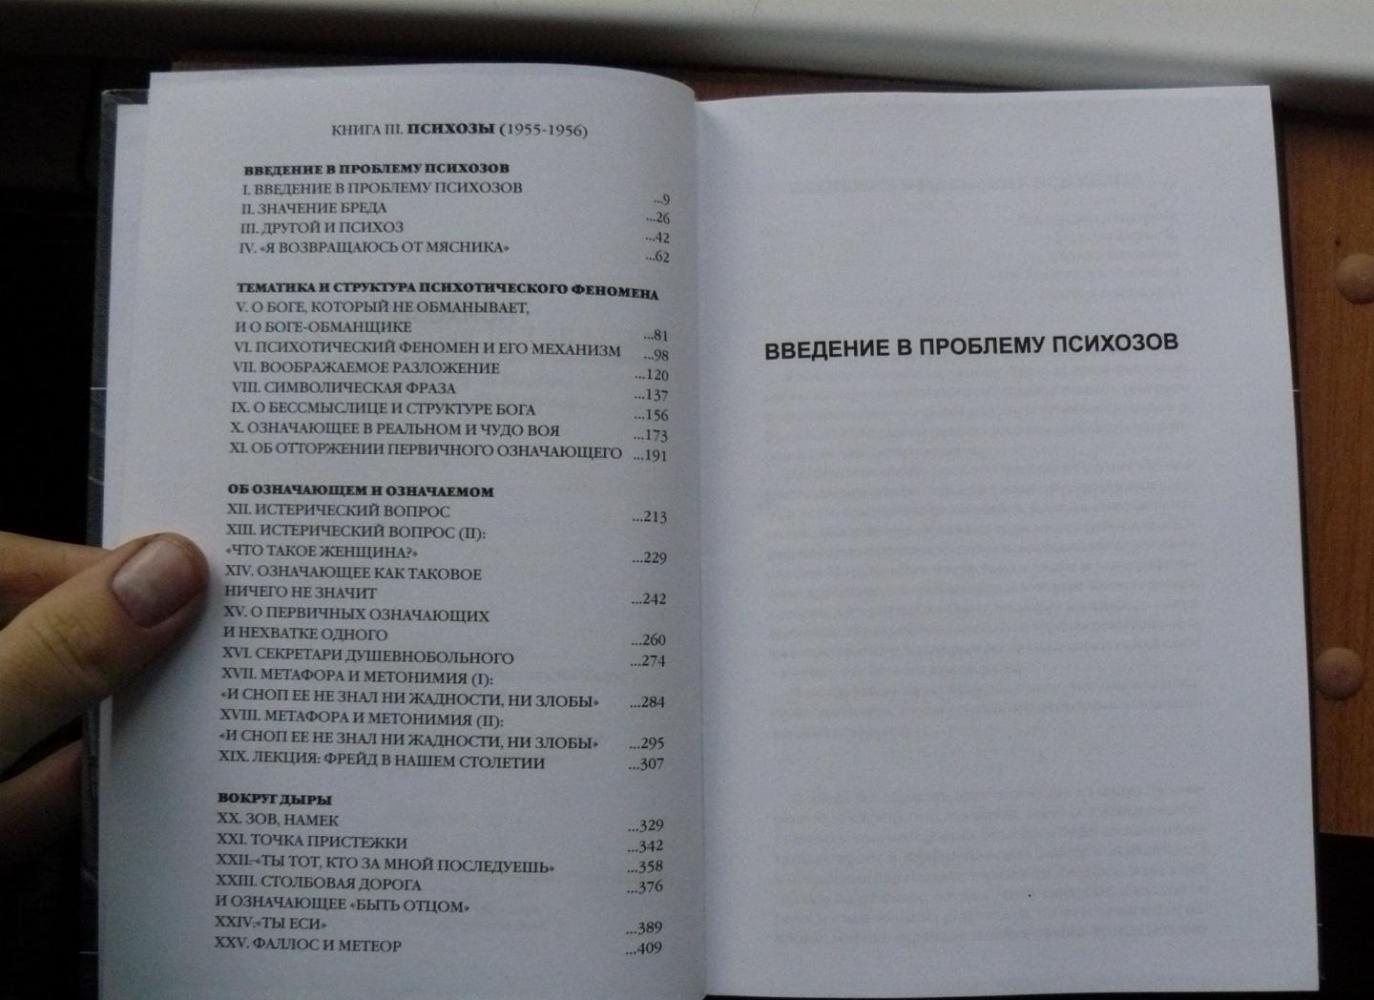 КНИГА III. ПСИХОЗЫ (1955-1956)
ВВЕДЕНИЕ В ПРОБЛЕМУ ПСИХОЗОВ
I. ВВЕДЕНИЕ В ПРОБЛЕМУ ПСИХОЗОВ ...9
II. ЗНАЧЕНИЕ БРЕДА ...26
III. ДРУГОЙ И ПСИХОЗ ...42
IV. «Я ВОЗВРАЩАЮСЬ ОТ МЯСНИКА» ...62
ТЕМАТИКА И СТРУКТУРА ПСИХОТИЧЕСКОГО ФЕНОМЕНА
V. О БОГЕ, КОТОРЫЙ НЕ ОБМАНЫВАЕТ,
И О БОГЕ-ОБМАНЩИКЕ ...81
VI. ПСИХОТИЧЕСКИЙ ФЕНОМЕН И ЕГО МЕХАНИЗМ ...98
VII. ВООБРАЖАЕМОЕ РАЗЛОЖЕНИЕ ...120
VIII. СИМВОЛИЧЕСКАЯ ФРАЗА ...137
IX. О БЕССМЫСЛИЦЕ И СТРУКТУРЕ БОГА ...156
X. ОЗНАЧАЮЩЕЕ В РЕАЛЬНОМ И ЧУДО ВОЯ ...173
XI. ОБ ОТТОРЖЕНИИ ПЕРВИЧНОГО ОЗНАЧАЮЩЕГО ...191
ОБ ОЗНАЧАЮЩЕМ И ОЗНАЧАЕМОМ
XII. ИСТЕРИЧЕСКИЙ ВОПРОС ...213
XIII. ИСТЕРИЧЕСКИЙ ВОПРОС (II):
«ЧТО ТАКОЕ ЖЕНЩИНА?» ...229
XIV. ОЗНАЧАЮЩЕЕ КАК ТАКОВОЕ
НИЧЕГО НЕ ЗНАЧИТ ...242
XV. О ПЕРВИЧНЫХ ОЗНАЧАЮЩИХ
И НЕХВАТКЕ ОДНОГО ...260
XVI. СЕКРЕТАРИ ДУШЕВНОБОЛЬНОГО ...274
XVII. МЕТАФОРА И МЕТОНИМИЯ (I):
«И СНОП ЕЕ НЕ ЗНАЛ НИ ЖАДНОСТИ, НИ ЗЛОБЫ» ...284
XVIII. МЕТАФОРА И МЕТОНИМИЯ (II):
«И СНОП ЕЕ НЕ ЗНАЛ НИ ЖАДНОСТИ, НИ ЗЛОБЫ» ...295
XIX. ЛЕКЦИЯ: ФРЕЙД В НАШЕМ СТОЛЕТИИ ...307
ВОКРУГ ДЫРЫ
XX. ЗОВ, НАМЕК ...329
XXI. ТОЧКА ПРИСТЕЖКИ ...342
XXII.«ТЫ ТОТ, КТО ЗА МНОЙ ПОСЛЕДУЕШЬ» ...358
XXIII. СТОЛБОВАЯ ДОРОГА ...376
И ОЗНАЧАЮЩЕЕ «БЫТЬ ОТЦОМ»
XXIV.«ТЫ ЕСИ» ...389
XXV. ФАЛЛОС И МЕТЕОР ...409
ВВЕДЕНИЕ В ПРОБЛЕМУ ПСИХОЗОВ